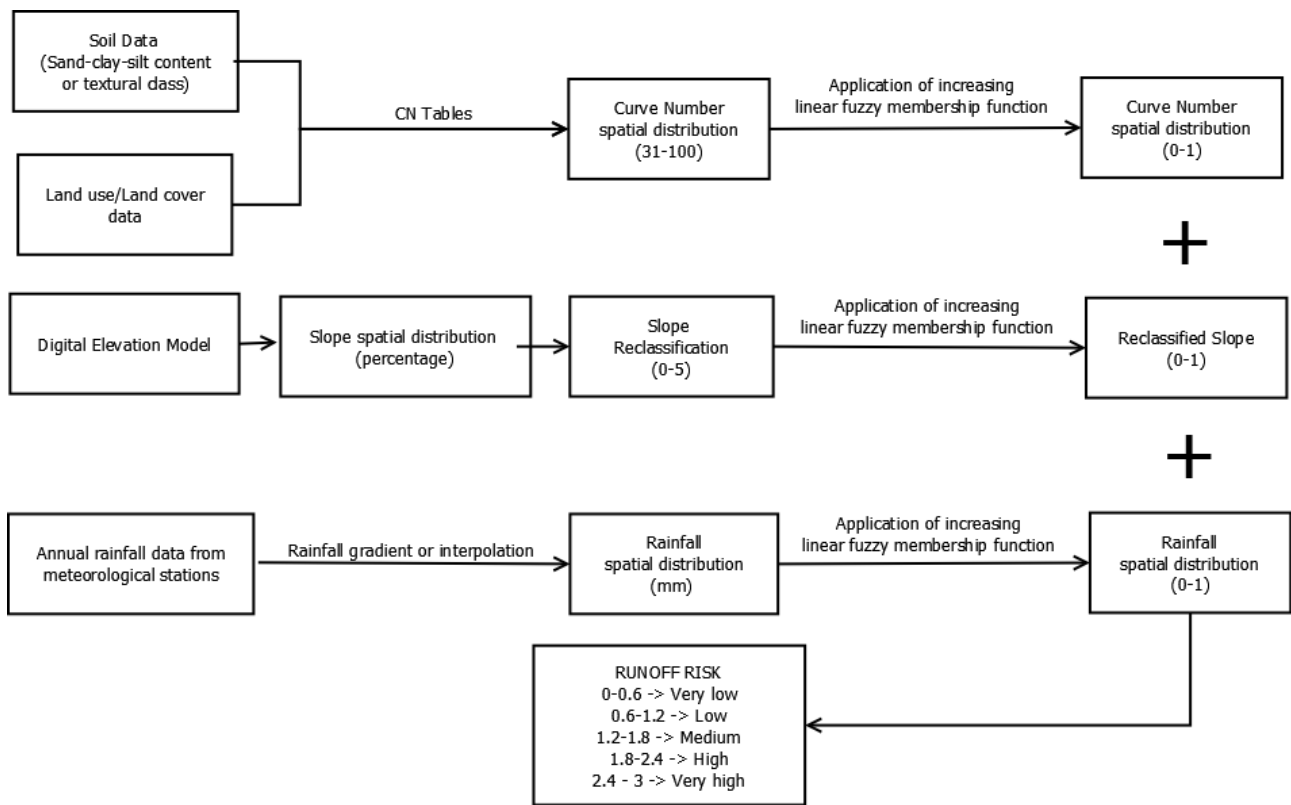 Soil Data
(Sand-clay-silt content
or textural class)
CN Tables
Curve Number
spatial distribution
(31-100)
Application of increasing
linear fuzzy membership function
Curve Number
spatial distribution
(0-1)
Land use/Land cover
data
+
Digital Elevation Model
Slope spatial distribution
(percentage)
Slope
Reclassification
(0-5)
Application of increasing
linear fuzzy membership function
Reclassified Slope
(0-1)
+
Annual rainfall data from
meteorological stations
Rainfall gradient or interpolation
Rainfall
spatial distribution
(mm)
Application of increasing
linear fuzzy membership function
Rainfall
spatial distribution
(0-1)
RUNOFF RISK
0-0.6 -> Very low
0.6-1.2 -> Low
1.2-1.8 -> Medium
1.8-2.4 -> High
2.4 - 3 -> Very high